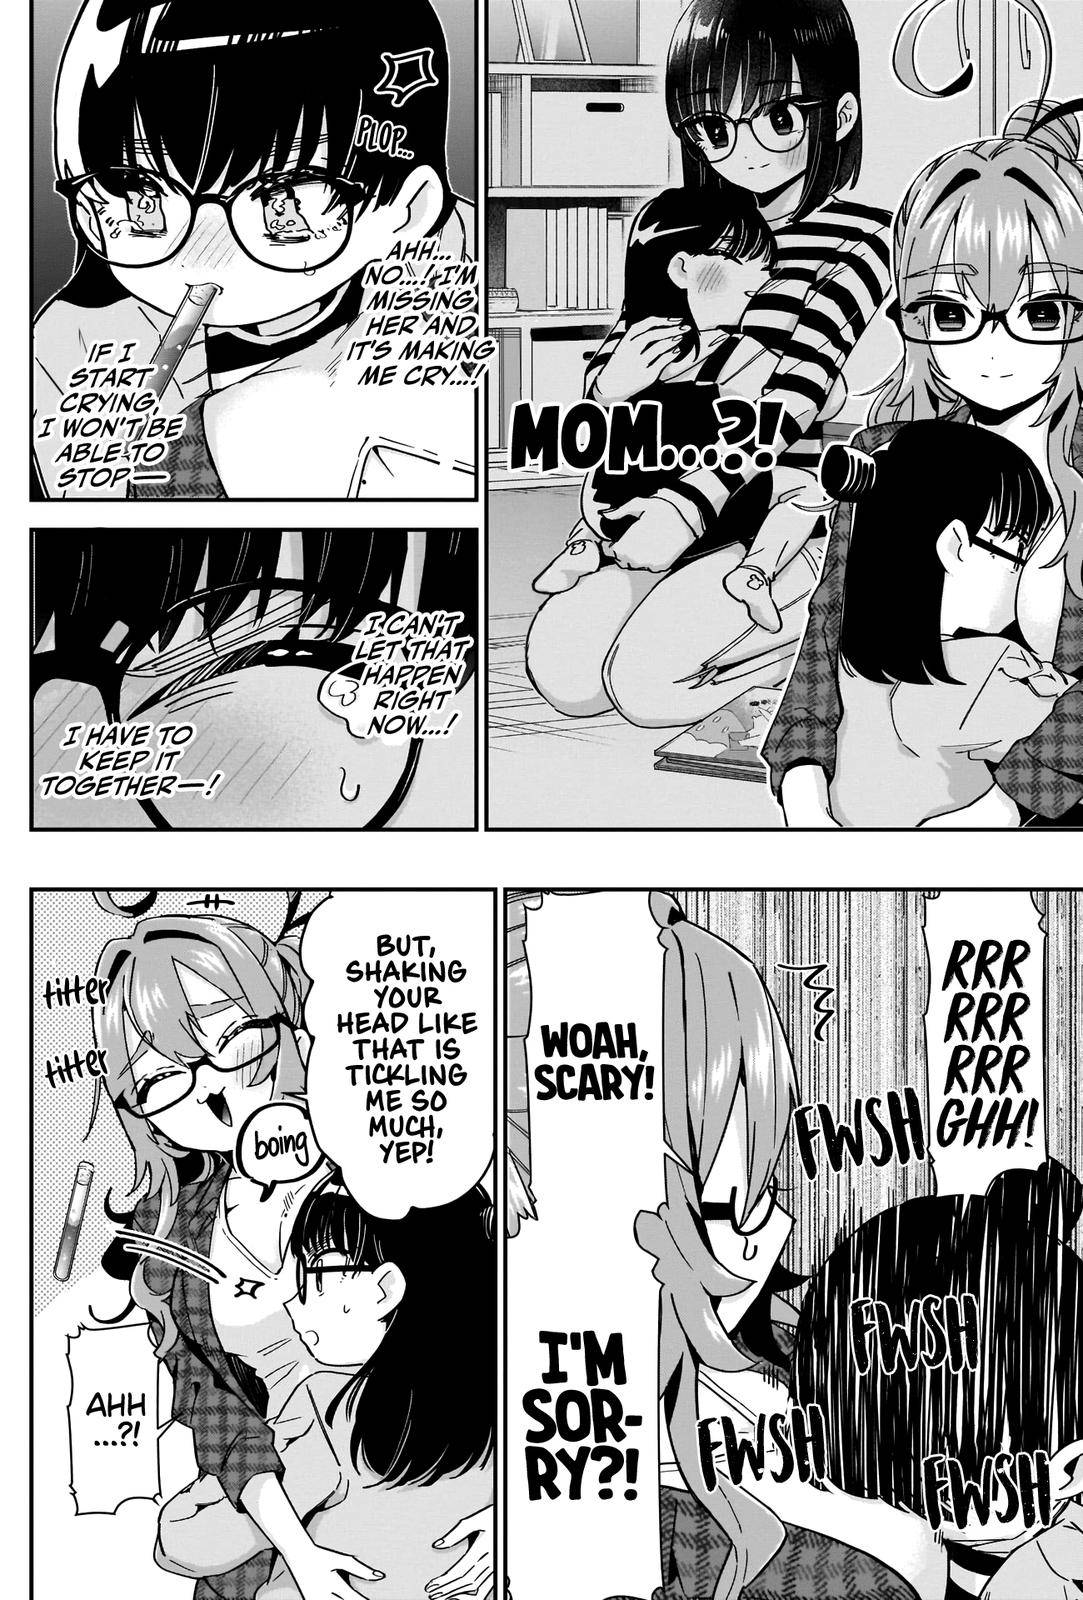 MOM...?!
PLOP...
AHH...
NO...! I'M
MISSING
HER AND
IT'S MAKING
ME CRY...!
IF I
START
CRYING,
I WON'T BE
ABLE TO
STOP—
I CAN'T
LET THAT
HAPPEN
RIGHT
NOW...!
I HAVE TO
KEEP IT
TOGETHER—!
RRR
RRR
RRR
GHH!
FWSH
FWSH
FWSH
FWSH
WOAH,
SCARY!
I'M
SOR-
RY?!
BUT,
SHAKING
YOUR
HEAD LIKE
THAT IS
TICKLING
ME SO
MUCH,
YEP!
titter
titter
boing
AHH
...?!